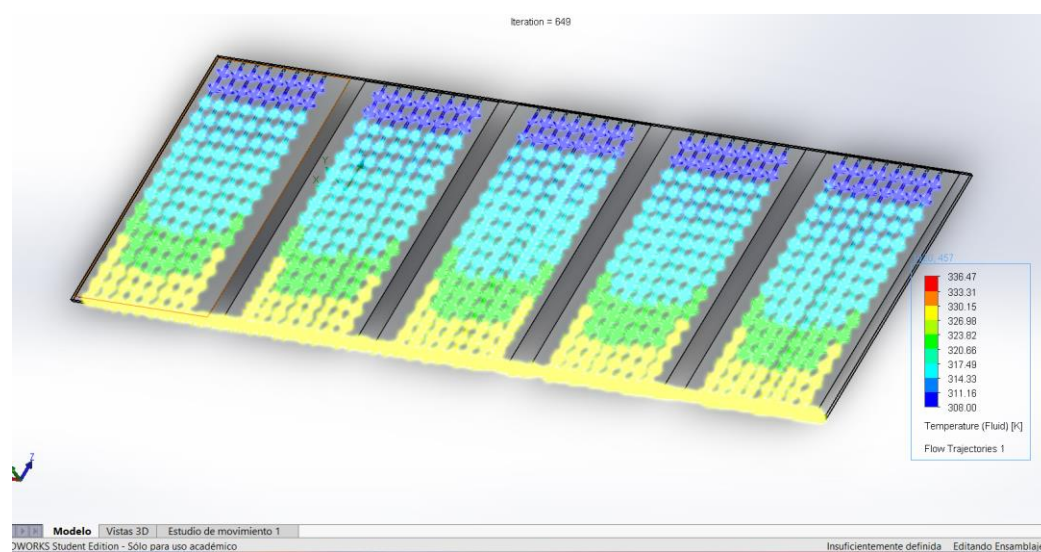 Iteration = 649
Y
X
Z
457
336.47
333.31
330.15
326.98
323.82
320.66
317.49
314.33
311.16
308.00
Temperature (Fluid) [K]
Flow Trajectories 1
Modelo Vistas 3D Estudio de movimiento 1
DWORKS Student Edition - Sólo para uso académico Insuficientemente definida Editando Ensamblaje